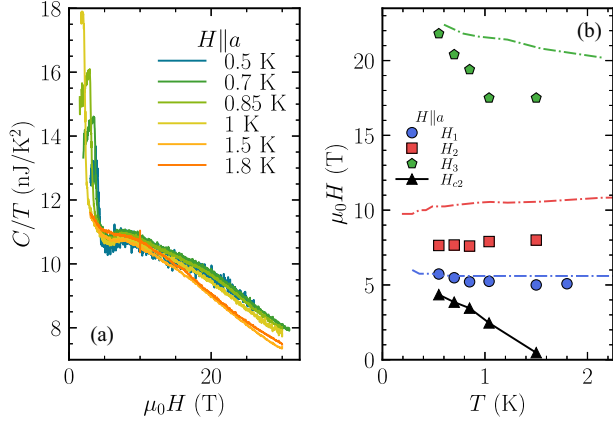 H∥a
0.5 K
0.7 K
0.85 K
1 K
1.5 K
1.8 K
18
16
14
12
10
8
C/T (nJ/K²)
(a)
0
20
μ₀H (T)
(b)
20
15
10
5
0
μ₀H (T)
H∥a
H₁
H₂
H₃
H_c2
0
1
2
T (K)